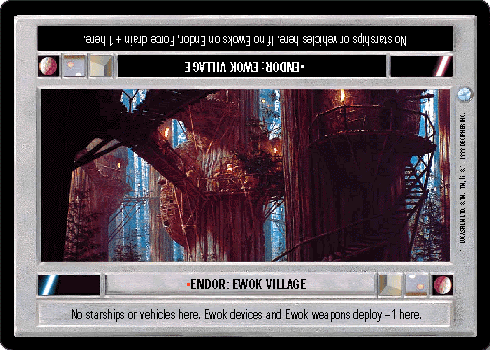 No starships or vehicles here. If no Ewoks on Endor, Force drain + 1 here.
•ENDOR: EWOK VILLAGE
•ENDOR: EWOK VILLAGE
No starships or vehicles here. Ewok devices and Ewok weapons deploy –1 here.